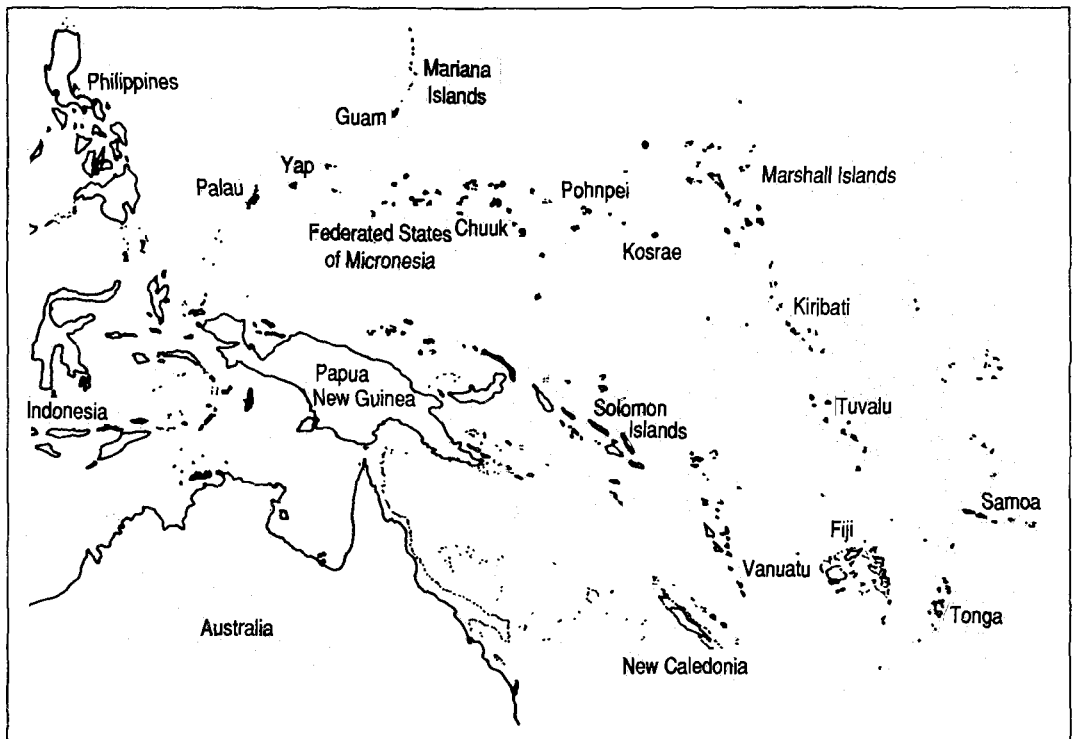 Philippines
Mariana
Islands
Guam
Yap
Palau
Pohnpei
Marshall Islands
Federated States
of Micronesia
Chuuk
Kosrae
Kiribati
Papua
New Guinea
Indonesia
Solomon
Islands
Tuvalu
Samoa
Fiji
Vanuatu
Tonga
Australia
New Caledonia